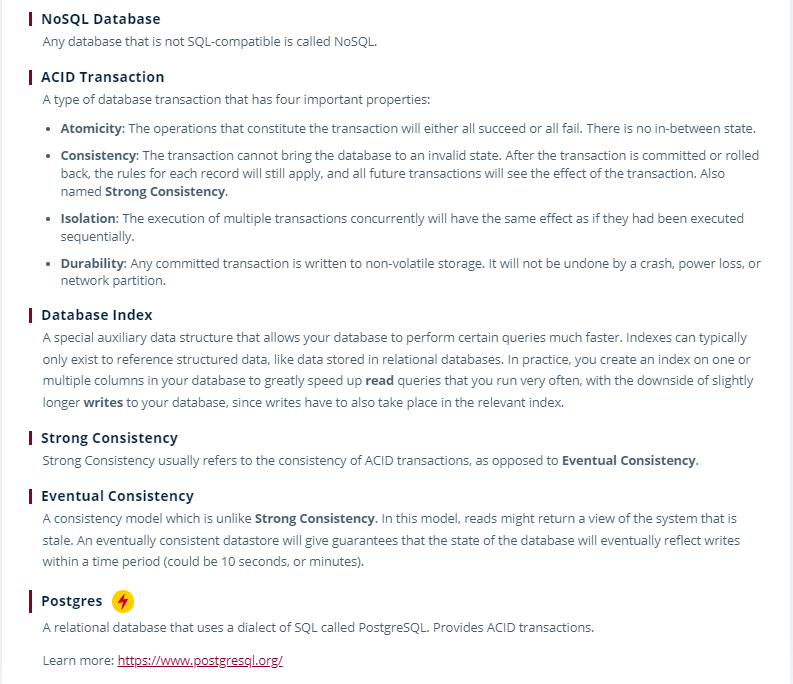 NoSQL Database
Any database that is not SQL-compatible is called NoSQL.
ACID Transaction
A type of database transaction that has four important properties:
• Atomicity: The operations that constitute the transaction will either all succeed or all fail. There is no in-between state.
• Consistency: The transaction cannot bring the database to an invalid state. After the transaction is committed or rolled
back, the rules for each record will still apply, and all future transactions will see the effect of the transaction. Also
named Strong Consistency.
• Isolation: The execution of multiple transactions concurrently will have the same effect as if they had been executed
sequentially.
• Durability: Any committed transaction is written to non-volatile storage. It will not be undone by a crash, power loss, or
network partition.
Database Index
A special auxiliary data structure that allows your database to perform certain queries much faster. Indexes can typically
only exist to reference structured data, like data stored in relational databases. In practice, you create an index on one or
multiple columns in your database to greatly speed up read queries that you run very often, with the downside of slightly
longer writes to your database, since writes have to also take place in the relevant index.
Strong Consistency
Strong Consistency usually refers to the consistency of ACID transactions, as opposed to Eventual Consistency.
Eventual Consistency
A consistency model which is unlike Strong Consistency. In this model, reads might return a view of the system that is
stale. An eventually consistent datastore will give guarantees that the state of the database will eventually reflect writes
within a time period (could be 10 seconds, or minutes).
Postgres
A relational database that uses a dialect of SQL called PostgreSQL. Provides ACID transactions.
Learn more: https://www.postgresql.org/